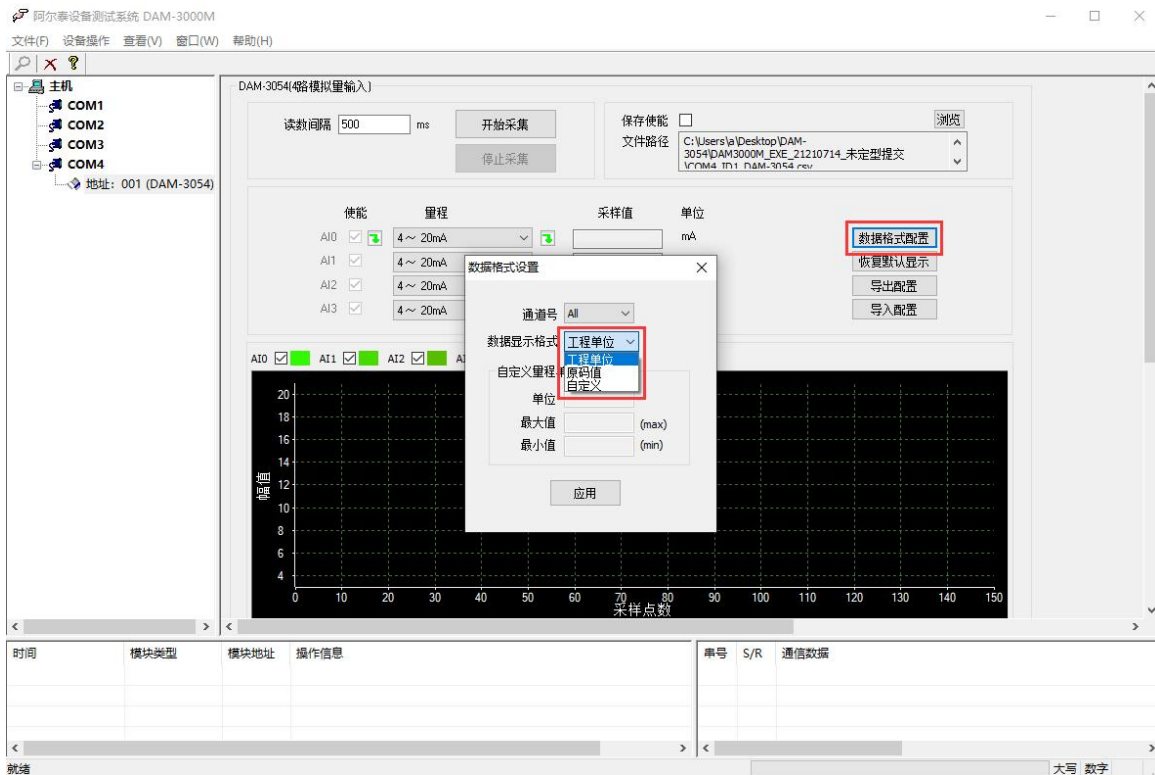 阿尔泰设备测试系统 DAM-3000M
文件(F) 设备操作 查看(V) 窗口(W) 帮助(H)
主机
COM1
COM2
COM3
COM4
地址：001 (DAM-3054)
DAM-3054(4路模拟量输入)
读数间隔 500 ms 开始采集
停止采集
保存使能 浏览
文件路径 C:\Users\a\Desktop\DAM-
3054\DAM3000M_EXE_21210714_未定型提交
\COM4_ID1_DAM-3054.csv
使能 量程 采样值 单位
AI0 4～ 20mA mA 数据格式配置
AI1 4～ 20mA 恢复默认显示
AI2 4～ 20mA 导出配置
AI3 4～ 20mA 导入配置
数据格式设置
通道号 All
数据显示格式 工程单位
工程单位
原码值
自定义
自定义量程
单位
最大值 (max)
最小值 (min)
应用
AI0 AI1 AI2
20
18
16
14
12
10
8
6
4
幅值
0 10 20 30 40 50 60 70 80 90 100 110 120 130 140 150
采样点数
时间 模块类型 模块地址 操作信息
串号 S/R 通信数据
就绪 大写 数字